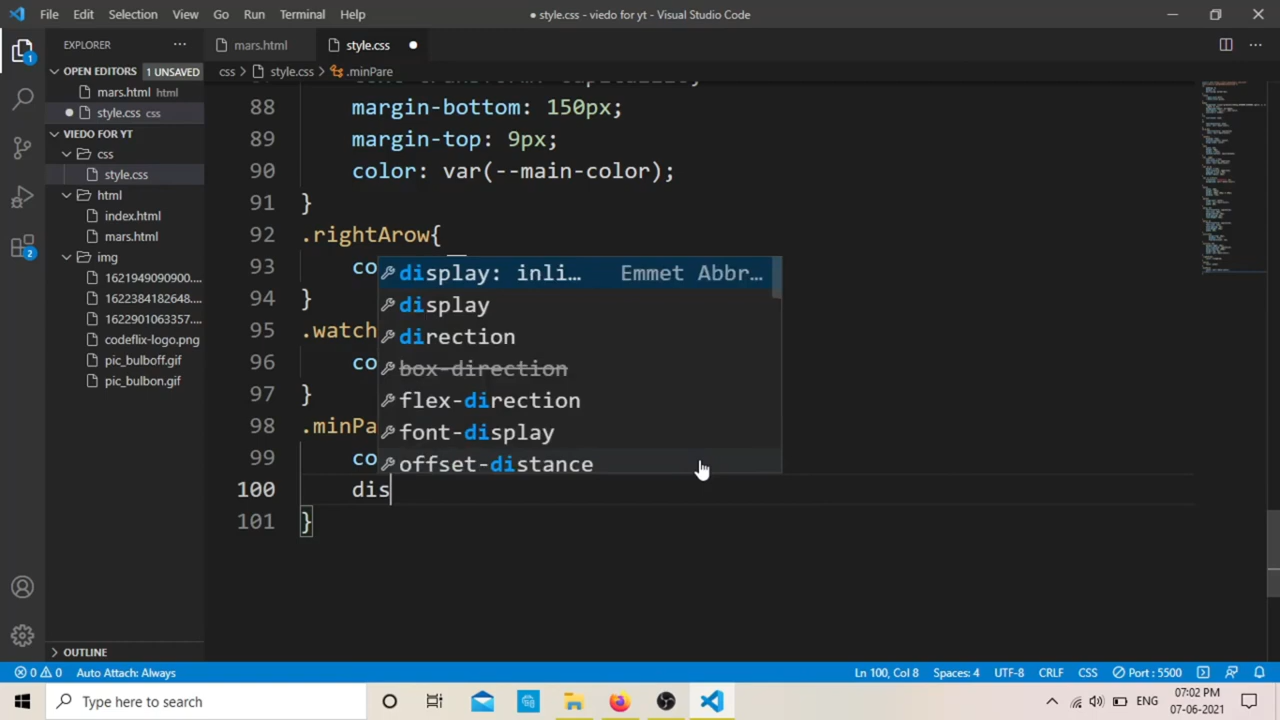 File Edit Selection View Go Run Terminal Help
● style.css - viedo for yt - Visual Studio Code
EXPLORER
mars.html
style.css
OPEN EDITORS 1 UNSAVED
css > style.css > .minPare
mars.html html
style.css css
VIEDO FOR YT
css
style.css
html
index.html
mars.html
img
1621949090900....
1622384182648....
1622901063357....
codeflix-logo.png
pic_bulboff.gif
pic_bulbon.gif
OUTLINE
88 margin-bottom: 150px;
89 margin-top: 9px;
90 color: var(--main-color);
91 }
92 .rightArow{
93 co
94 }
95 .watch
96 co
97 }
98 .minPa
99 co
100 dis
101 }
display: inli… Emmet Abbr…
display
direction
box-direction
flex-direction
font-display
offset-distance
1
2
0 0 Auto Attach: Always
Ln 100, Col 8 Spaces: 4 UTF-8 CRLF CSS Port : 5500
Type here to search
ENG
07:02 PM
07-06-2021